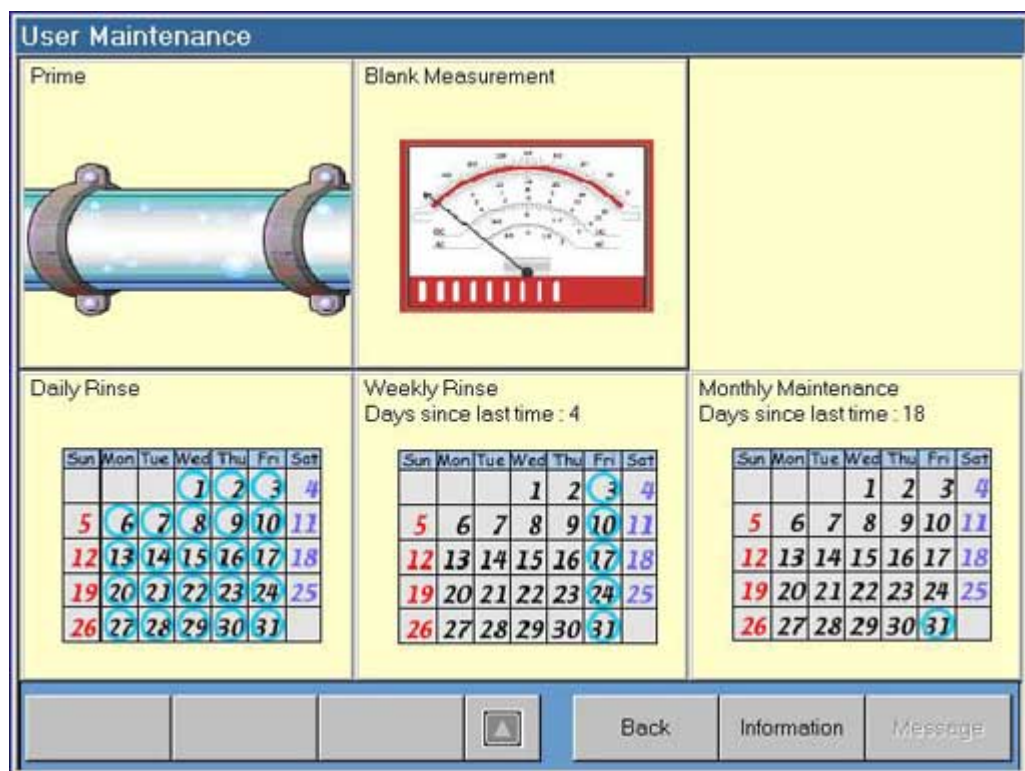 User Maintenance
Prime
Blank Measurement
Daily Rinse
Weekly Rinse
Days since last time : 4
Monthly Maintenance
Days since last time : 18
Sun Mon Tue Wed Thu Fri Sat
1 2 3 4
5 6 7 8 9 10 11
12 13 14 15 16 17 18
19 20 21 22 23 24 25
26 27 28 29 30 31
Sun Mon Tue Wed Thu Fri Sat
1 2 3 4
5 6 7 8 9 10 11
12 13 14 15 16 17 18
19 20 21 22 23 24 25
26 27 28 29 30 31
Sun Mon Tue Wed Thu Fri Sat
1 2 3 4
5 6 7 8 9 10 11
12 13 14 15 16 17 18
19 20 21 22 23 24 25
26 27 28 29 30 31
Back
Information
Message